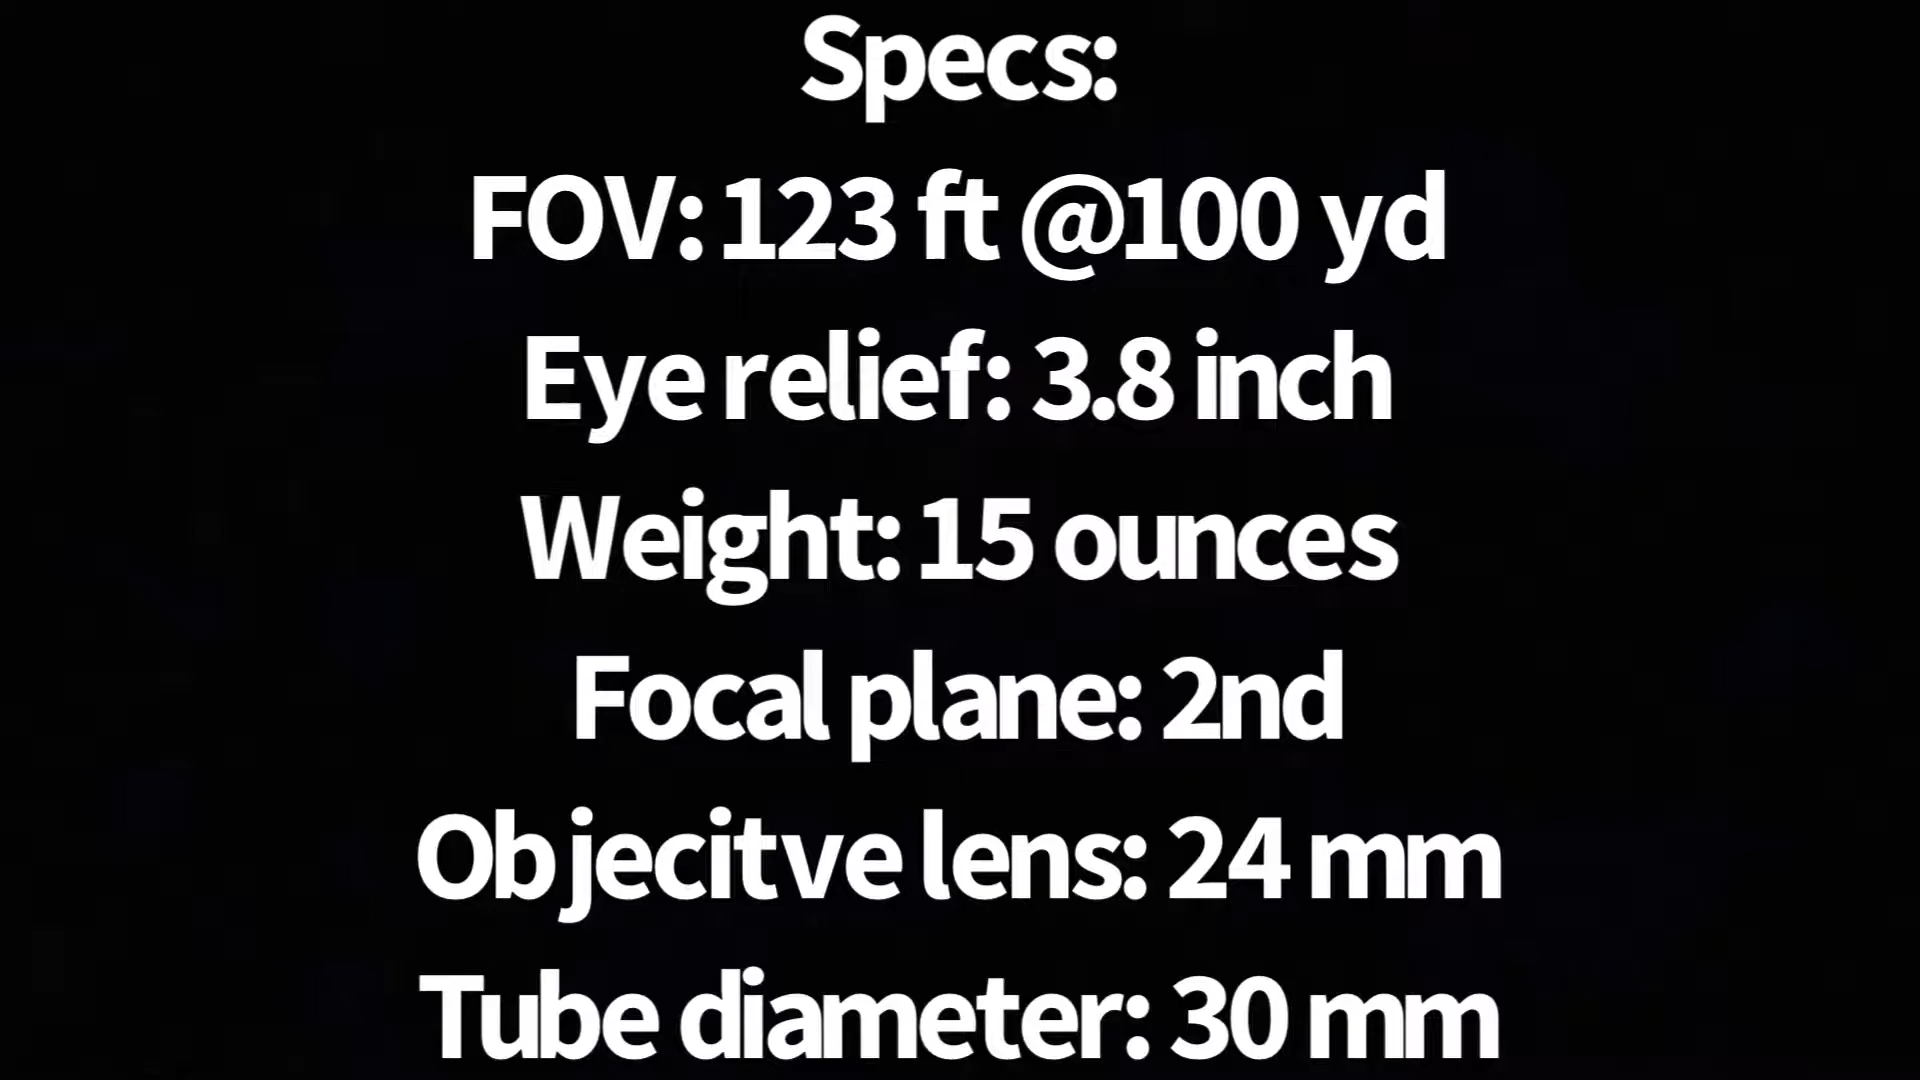 Specs:
FOV: 123 ft @100 yd
Eye relief: 3.8 inch
Weight: 15 ounces
Focal plane: 2nd
Objecitve lens: 24 mm
Tube diameter: 30 mm